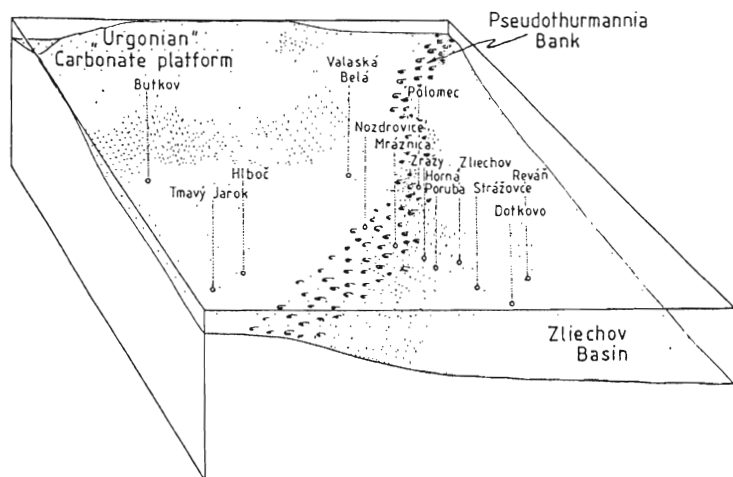 Pseudothurmannia
Bank
„Urgonian“
Carbonate platform
Butkov
Valaská
Belá
Polomec
Nozdrovice
Mráznica
Zrazy
Zliechov
Horná
Poruba
Reváň
Strážovce
Hlboč
Tmavý Jarok
Dotkovo
Zliechov
Basin